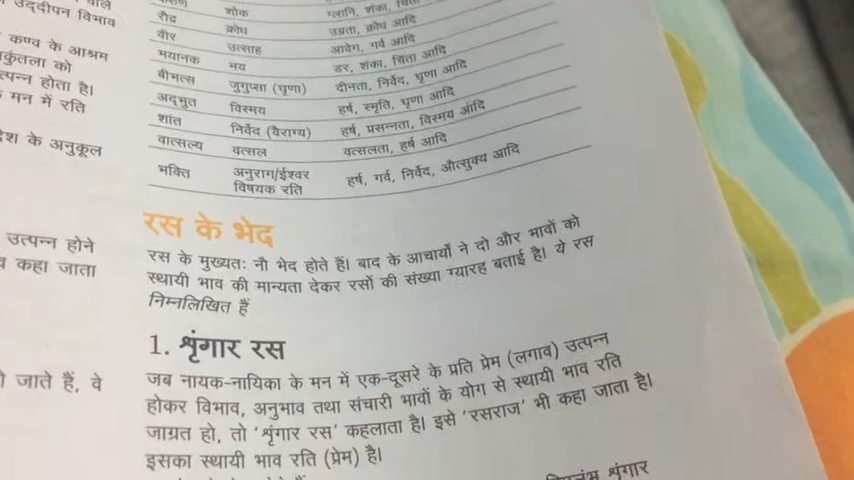 वाले
उद्दीपन विभाव
कण्व के आश्रम
कुंतला को
त्पन्न होता है।
मन में रति
देश के अनुकूल
उत्पन्न होने
कहा जाता
जाते हैं, वे
शोक ग्लानि, शंका, चिंता
रौद्र क्रोध उग्रता, क्रोध आदि
वीर उत्साह आवेग, गर्व आदि
भयानक भय डर, शंका, चिंता आदि
बीभत्स जुगुप्सा (घृणा) दीनता, निर्वेद, घृणा आदि
अद्भुत विस्मय हर्ष, स्मृति, घृणा आदि
शांत निर्वेद (वैराग्य) हर्ष, प्रसन्नता, विस्मय आदि
वात्सल्य वत्सल वत्सलता, हर्ष आदि
भक्ति अनुराग/ईश्वर हर्ष, गर्व, निर्वेद, औत्सुक्य आदि
विषयक रति
रस के भेद
रस के मुख्यतः नौ भेद होते हैं। बाद के आचार्यों ने दो और भावों को
स्थायी भाव की मान्यता देकर रसों की संख्या ग्यारह बताई है। ये रस
निम्नलिखित हैं
1. शृंगार रस
जब नायक-नायिका के मन में एक-दूसरे के प्रति प्रेम (लगाव) उत्पन्न
होकर विभाव, अनुभाव तथा संचारी भावों के योग से स्थायी भाव रति
जाग्रत हो, तो 'शृंगार रस' कहलाता है। इसे 'रसराज' भी कहा जाता है।
इसका स्थायी भाव रति (प्रेम) है।
शृंगार